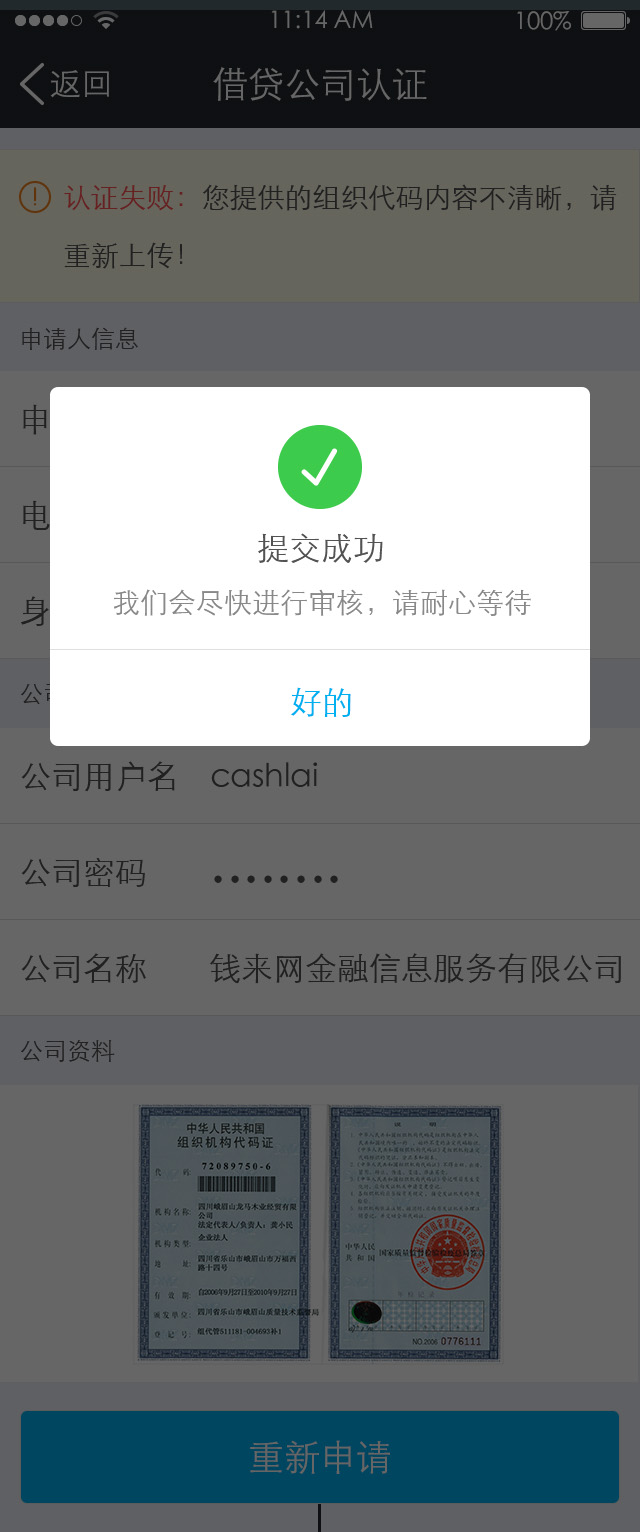 11:14 AM 100%
返回 借贷公司认证
认证失败：您提供的组织代码内容不清晰，请
重新上传！
申请人信息
申
电
身
提交成功
我们会尽快进行审核，请耐心等待
好的
公司
公司用户名 cashlai
公司密码 ••••••••
公司名称 钱来网金融信息服务有限公司
公司资料
中华人民共和国
组织机构代码证
代 码: 72089750-6
机构名称: 四川峨眉山龙马木业经贸有限
公司
法定代表人/负责人: 龚小民
机构类型: 企业法人
地 址: 四川省乐山市峨眉山市万福西
路十四号
有 效 期: 自2006年9月27日至2010年9月27日
颁发单位: 四川省乐山市峨眉山质量技术监督局
登 记 号: 组代管511181-004693补1
说 明
中华人民
共 和 国 国家质量监督检验检疫总局签章
年检记录
NO.2006 0776111
重新申请